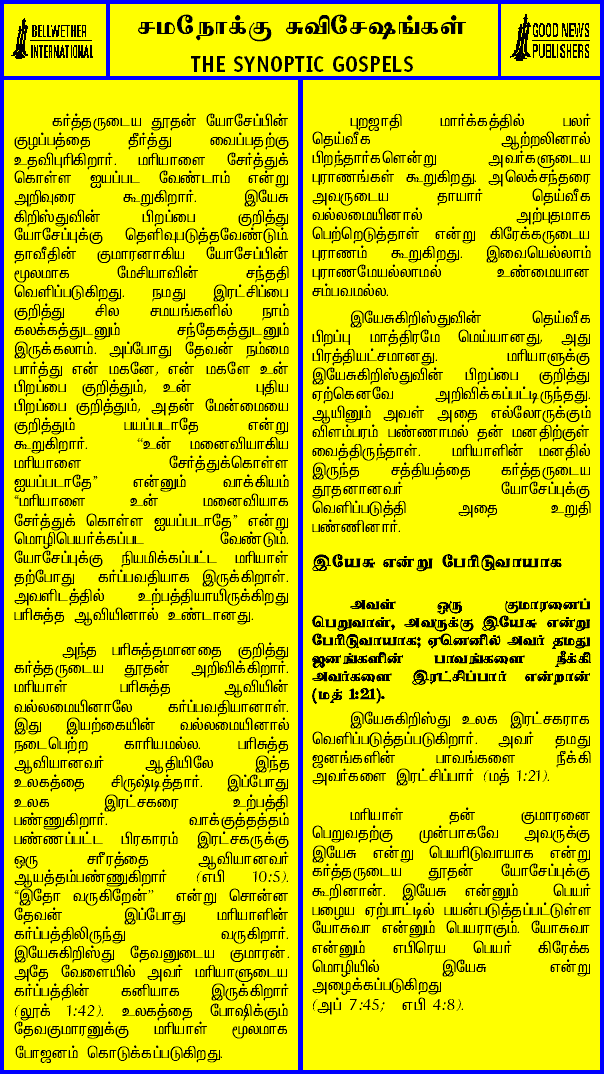 BELLWETHER
INTERNATIONAL
சமநோக்கு சுவிசேஷங்கள்
THE SYNOPTIC GOSPELS
GOOD NEWS
PUBLISHERS
கர்த்தருடைய தூதன் யோசேப்பின்
குழப்பத்தை தீர்த்து வைப்பதற்கு
உதவிபுரிகிறார். மரியாளை சேர்த்துக்
கொள்ள ஐயப்பட வேண்டாம் என்று
அறிவுரை கூறுகிறார். இயேசு
கிறிஸ்துவின் பிறப்பை குறித்து
யோசேப்புக்கு தெளிவுபடுத்தவேண்டும்.
தாவீதின் குமாரனாகிய யோசேப்பின்
மூலமாக மேசியாவின் சந்ததி
வெளிப்படுகிறது. நமது இரட்சிப்பை
குறித்து சில சமயங்களில் நாம்
கலக்கத்துடனும் சந்தேகத்துடனும்
இருக்கலாம். அப்போது தேவன் நம்மை
பார்த்து என் மகனே, என் மகளே உன்
பிறப்பை குறித்தும், உன் புதிய
பிறப்பை குறித்தும், அதன் மேன்மையை
குறித்தும் பயப்படாதே என்று
கூறுகிறார். “உன் மனைவியாகிய
மரியாளை சேர்த்துக்கொள்ள
ஐயப்படாதே” என்னும் வாக்கியம்
“மரியாளை உன் மனைவியாக
சேர்த்துக் கொள்ள ஐயப்படாதே” என்று
மொழிபெயர்க்கப்பட வேண்டும்.
யோசேப்புக்கு நியமிக்கப்பட்ட மரியாள்
தற்போது கர்ப்பவதியாக இருக்கிறாள்.
அவளிடத்தில் உற்பத்தியாயிருக்கிறது
பரிசுத்த ஆவியினால் உண்டானது.
அந்த பரிசுத்தமானதை குறித்து
கர்த்தருடைய தூதன் அறிவிக்கிறார்.
மரியாள் பரிசுத்த ஆவியின்
வல்லமையினாலே கர்ப்பவதியானாள்.
இது இயற்கையின் வல்லமையினால்
நடைபெற்ற காரியமல்ல. பரிசுத்த
ஆவியானவர் ஆதியிலே இந்த
உலகத்தை சிருஷ்டித்தார். இப்போது
உலக இரட்சகரை உற்பத்தி
பண்ணுகிறார். வாக்குத்தத்தம்
பண்ணப்பட்ட பிரகாரம் இரட்சகருக்கு
ஒரு சரீரத்தை ஆவியானவர்
ஆயத்தம்பண்ணுகிறார் (எபி 10:5).
“இதோ வருகிறேன்” என்று சொன்ன
தேவன் இப்போது மரியாளின்
கர்ப்பத்திலிருந்து வருகிறார்.
இயேசுகிறிஸ்து தேவனுடைய குமாரன்.
அதே வேளையில் அவர் மரியாளுடைய
கர்ப்பத்தின் கனியாக இருக்கிறார்
(லூக் 1:42). உலகத்தை போஷிக்கும்
தேவகுமாரனுக்கு மரியாள் மூலமாக
போஜனம் கொடுக்கப்படுகிறது.
புறஜாதி மார்க்கத்தில் பலர்
தெய்வீக ஆற்றலினால்
பிறந்தார்களென்று அவர்களுடைய
புராணங்கள் கூறுகிறது. அலெக்சந்தரை
அவருடைய தாயார் தெய்வீக
வல்லமையினால் அற்புதமாக
பெற்றெடுத்தாள் என்று கிரேக்கருடைய
புராணம் கூறுகிறது. இவையெல்லாம்
புராணமேயல்லாமல் உண்மையான
சம்பவமல்ல.
இயேசுகிறிஸ்துவின் தெய்வீக
பிறப்பு மாத்திரமே மெய்யானது, அது
பிரத்தியட்சமானது. மரியாளுக்கு
இயேசுகிறிஸ்துவின் பிறப்பை குறித்து
ஏற்கெனவே அறிவிக்கப்பட்டிருந்தது.
ஆயினும் அவள் அதை எல்லோருக்கும்
விளம்பரம் பண்ணாமல் தன் மனதிற்குள்
வைத்திருந்தாள். மரியாளின் மனதில்
இருந்த சத்தியத்தை கர்த்தருடைய
தூதனானவர் யோசேப்புக்கு
வெளிப்படுத்தி அதை உறுதி
பண்ணினார்.
இயேசு என்று பேரிடுவாயாக
அவள் ஒரு குமாரனைப்
பெறுவாள், அவருக்கு இயேசு என்று
பேரிடுவாயாக; ஏனெனில் அவர் தமது
ஜனங்களின் பாவங்களை நீக்கி
அவர்களை இரட்சிப்பார் என்றான்
(மத் 1:21).
இயேசுகிறிஸ்து உலக இரட்சகராக
வெளிப்படுத்தப்படுகிறார். அவர் தமது
ஜனங்களின் பாவங்களை நீக்கி
அவர்களை இரட்சிப்பார் (மத் 1:21).
மரியாள் தன் குமாரனை
பெறுவதற்கு முன்பாகவே அவருக்கு
இயேசு என்று பெயரிடுவாயாக என்று
கர்த்தருடைய தூதன் யோசேப்புக்கு
கூறினான். இயேசு என்னும் பெயர்
பழைய ஏற்பாட்டில் பயன்படுத்தப்பட்டுள்ள
யோசுவா என்னும் பெயராகும். யோசுவா
என்னும் எபிரெய பெயர் கிரேக்க
மொழியில் இயேசு என்று
அழைக்கப்படுகிறது
(அப் 7:45; எபி 4:8).